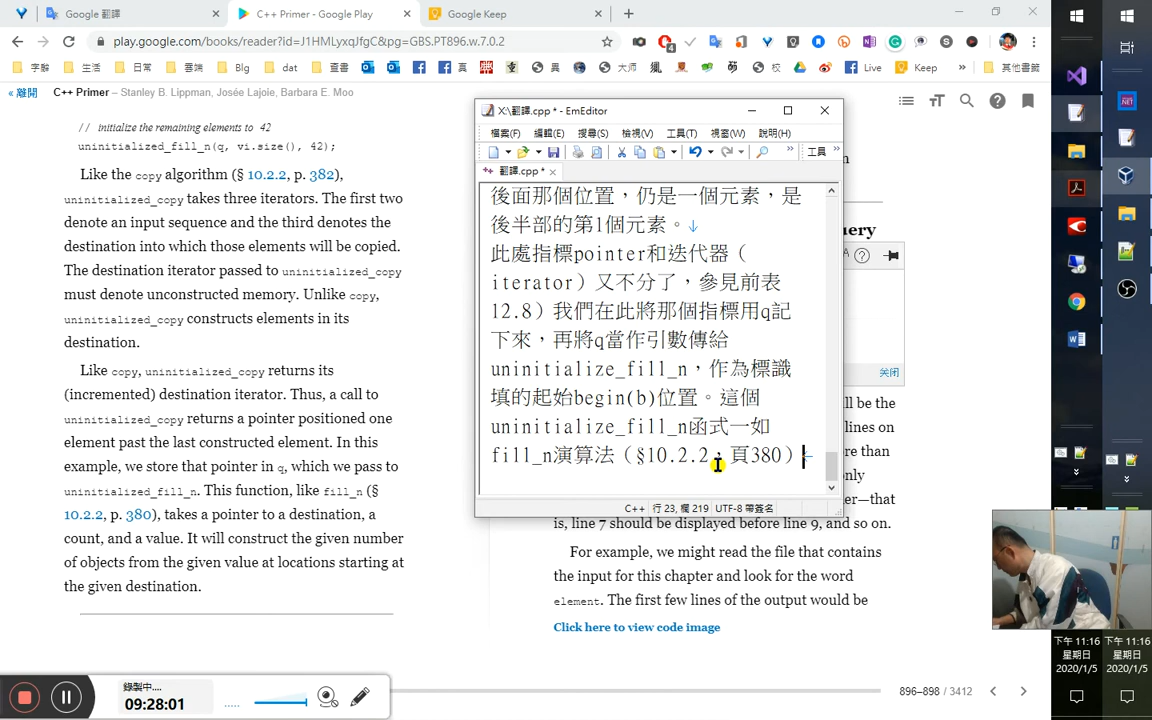 Google 翻譯
C++ Primer - Google Play
Google Keep
play.google.com/books/reader?id=J1HMLyxqJfgC&pg=GBS.PT896.w.7.0.2
字辭
生活
日常
雲端
Blg
dat
查書
真
異
大师
校
Live
Keep
其他書籤
« 離開
C++ Primer – Stanley B. Lippman, Josée Lajoie, Barbara E. Moo
// initialize the remaining elements to 42
uninitialized_fill_n(q, vi.size(), 42);
Like the copy algorithm (§ 10.2.2, p. 382),
uninitialized_copy takes three iterators. The first two
denote an input sequence and the third denotes the
destination into which those elements will be copied.
The destination iterator passed to uninitialized_copy
must denote unconstructed memory. Unlike copy,
uninitialized_copy constructs elements in its
destination.
Like copy, uninitialized_copy returns its
(incremented) destination iterator. Thus, a call to
uninitialized_copy returns a pointer positioned one
element past the last constructed element. In this
example, we store that pointer in q, which we pass to
uninitialized_fill_n. This function, like fill_n (§
10.2.2, p. 380), takes a pointer to a destination, a
count, and a value. It will construct the given number
of objects from the given value at locations starting at
the given destination.
X:\翻譯.cpp * - EmEditor
檔案(F) 編輯(E) 搜尋(S) 檢視(V) 工具(T) 視窗(W) 說明(H)
工具
翻譯.cpp *
後面那個位置，仍是一個元素，是
後半部的第1個元素。↓
此處指標pointer和迭代器（
iterator）又不分了，參見前表
12.8）我們在此將那個指標用q記
下來，再將q當作引數傳給
uninitialize_fill_n，作為標識
填的起始begin(b)位置。這個
uninitialize_fill_n函式一如
fill_n演算法（§10.2.2，頁380）
C++ 行 23, 欄 219 UTF-8 帶簽名
uery
关闭
ll be the
lines on
ore than
only
er—that
is, line 7 should be displayed before line 9, and so on.
For example, we might read the file that contains
the input for this chapter and look for the word
element. The first few lines of the output would be
Click here to view code image
896–898 / 3412
錄製中....
09:28:01
下午 11:16
星期日
2020/1/5
下午 11:16
星期日
2020/1/5